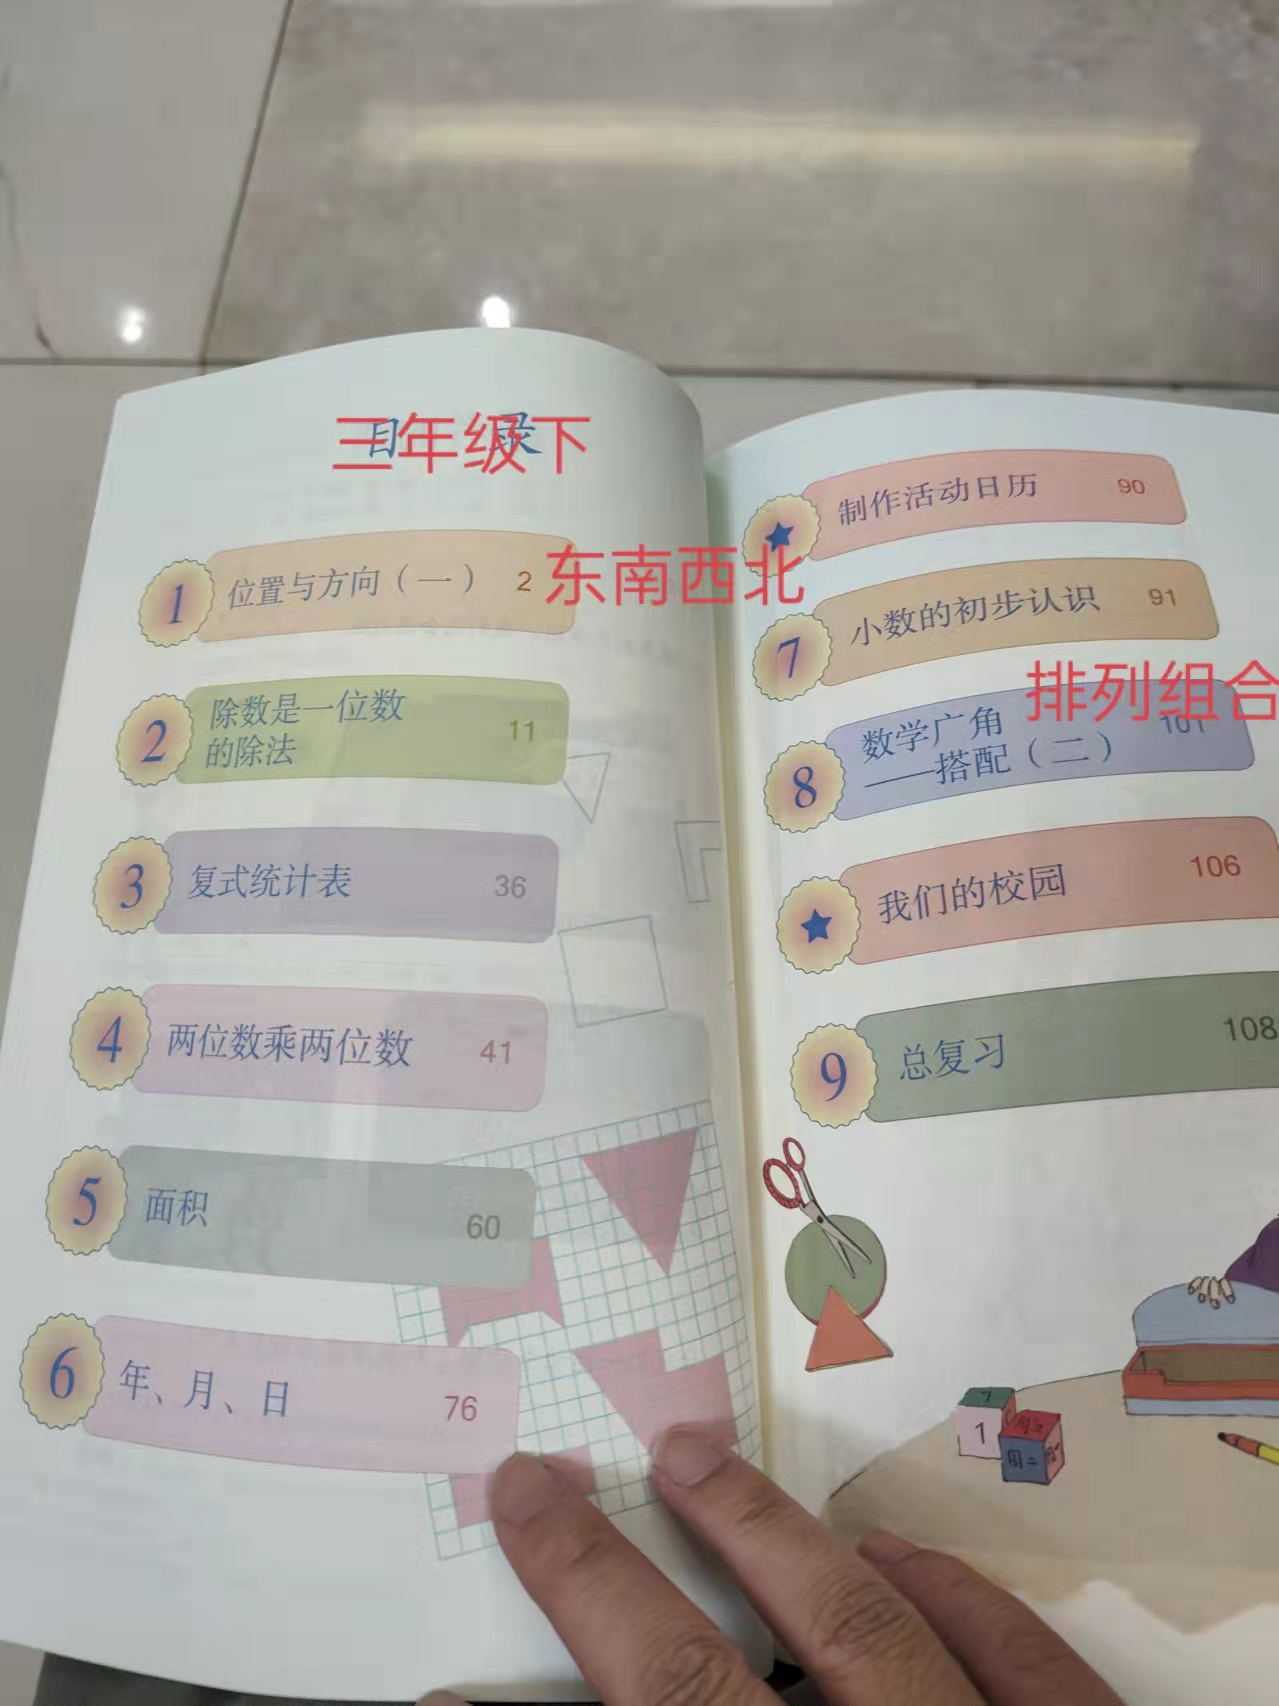 目录
三年级下
1 位置与方向（一） 2
东南西北
2 除数是一位数
的除法 11
3 复式统计表 36
4 两位数乘两位数 41
5 面积 60
6 年、月、日 76
★ 制作活动日历 90
7 小数的初步认识 91
排列组合
8 数学广角
——搭配（二） 101
★ 我们的校园 106
9 总复习 108
1